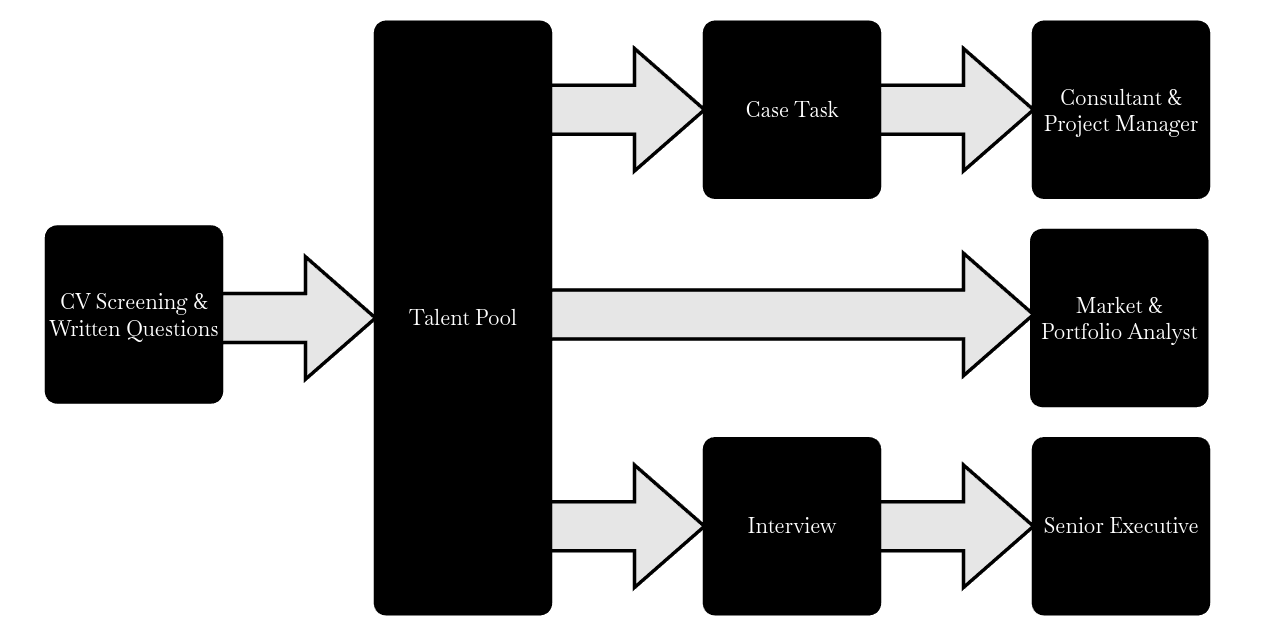 CV Screening &
Written Questions
Talent Pool
Case Task
Consultant &
Project Manager
Market &
Portfolio Analyst
Interview
Senior Executive